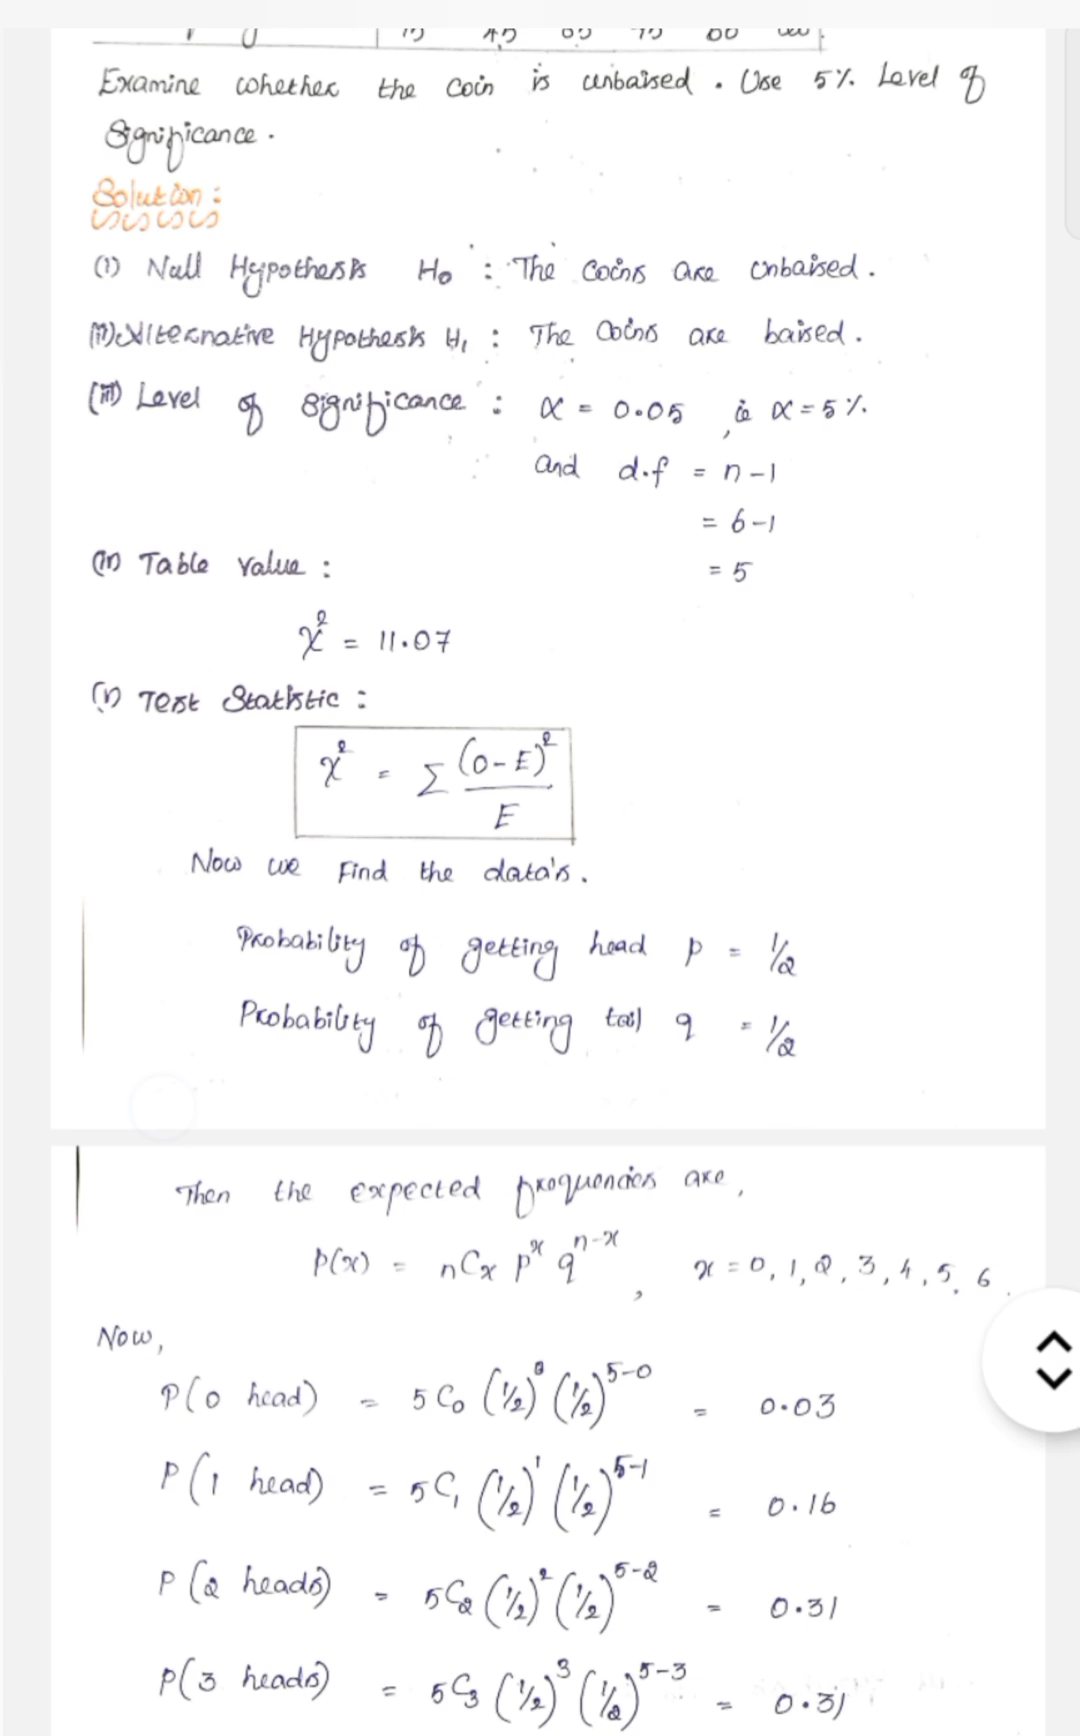 Examine whether the coin is unbaised. Use 5% Level of
Significance.
Solution:
(i) Null Hypothesis H₀ : The coins are unbaised.
(ii) Alternative Hypothesis H₁ : The coins are baised.
(iii) Level of significance : α = 0.05, ie α = 5%.
and d.f = n-1
= 6-1
(iv) Table value :
= 5
χ² = 11.07
(v) Test Statistic :
χ² = Σ (O-E)²
E
Now we Find the data's.
Probability of getting head p = 1/2
Probability of getting tail q = 1/2
Then the expected frequencies are,
P(x) = nCx pˣ qⁿ⁻ˣ, x = 0, 1, 2, 3, 4, 5, 6.
Now,
P(0 head) = 5C₀ (1/2)⁰ (1/2)⁵⁻⁰ = 0.03
P(1 head) = 5C₁ (1/2)¹ (1/2)⁵⁻¹ = 0.16
P(2 heads) = 5C₂ (1/2)² (1/2)⁵⁻² = 0.31
P(3 heads) = 5C₃ (1/2)³ (1/2)⁵⁻³ = 0.31